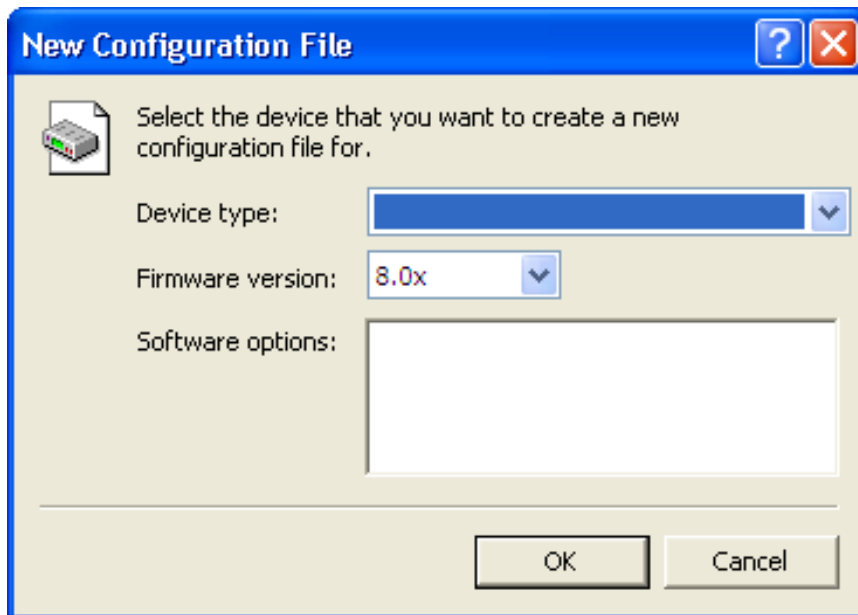 New Configuration File
Select the device that you want to create a new
configuration file for.
Device type:
Firmware version: 8.0x
Software options:
OK Cancel